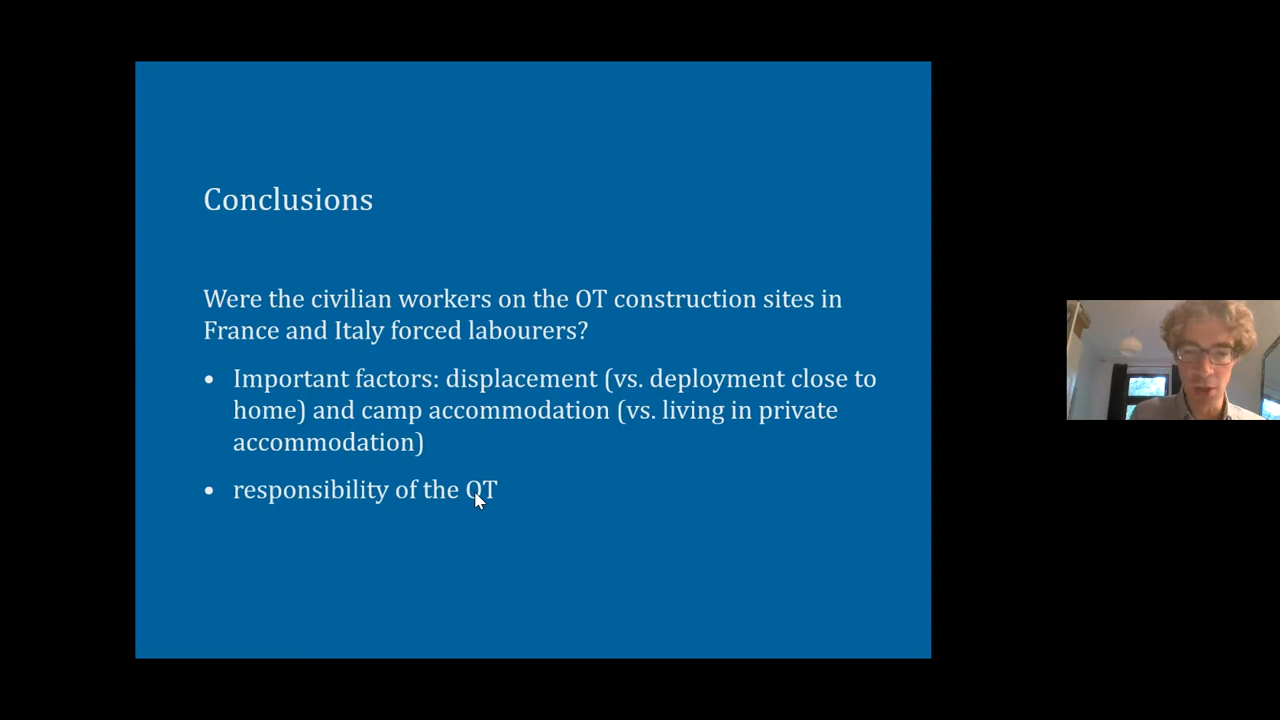 Conclusions
Were the civilian workers on the OT construction sites in
France and Italy forced labourers?
• Important factors: displacement (vs. deployment close to
home) and camp accommodation (vs. living in private
accommodation)
• responsibility of the OT